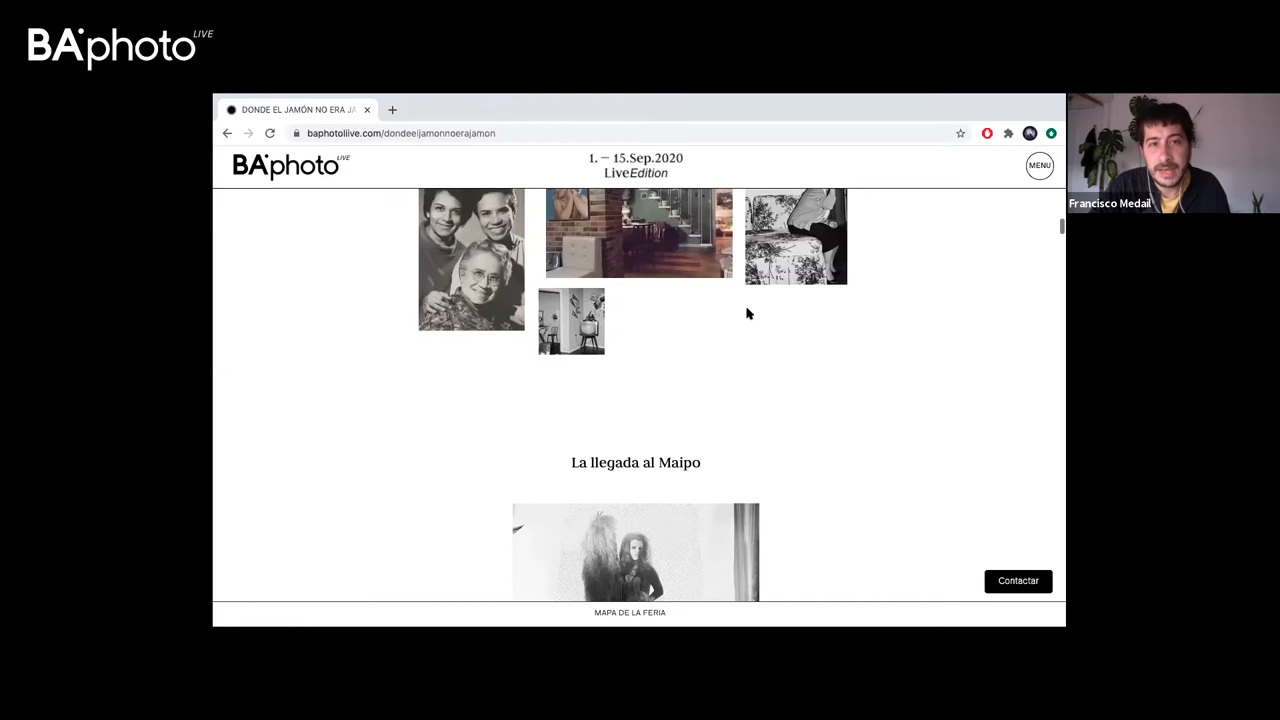 BAphoto LIVE
DONDE EL JAMÓN NO ERA JA
baphotoliive.com/dondeeljamonnoerajamon
BAphoto LIVE
1. — 15.Sep.2020
LiveEdition
MENU
Francisco Medail
La llegada al Maipo
Contactar
MAPA DE LA FERIA